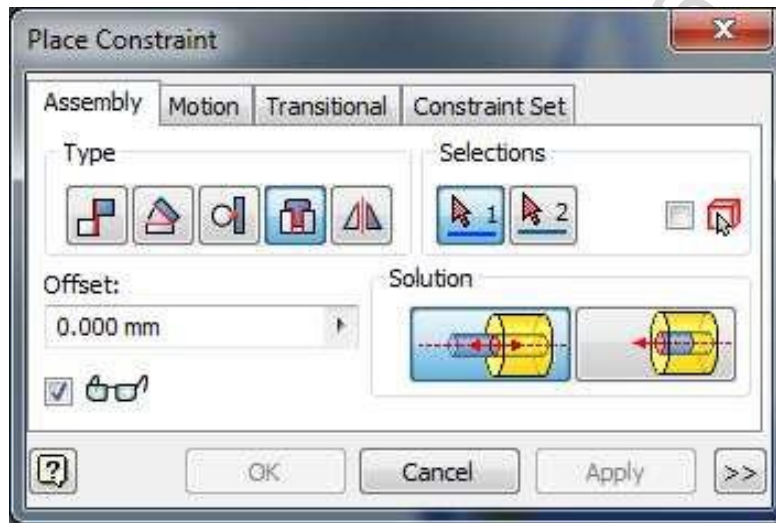 Place Constraint
Assembly Motion Transitional Constraint Set
Type Selections
1 2
Offset: Solution
0.000 mm
OK Cancel Apply >>